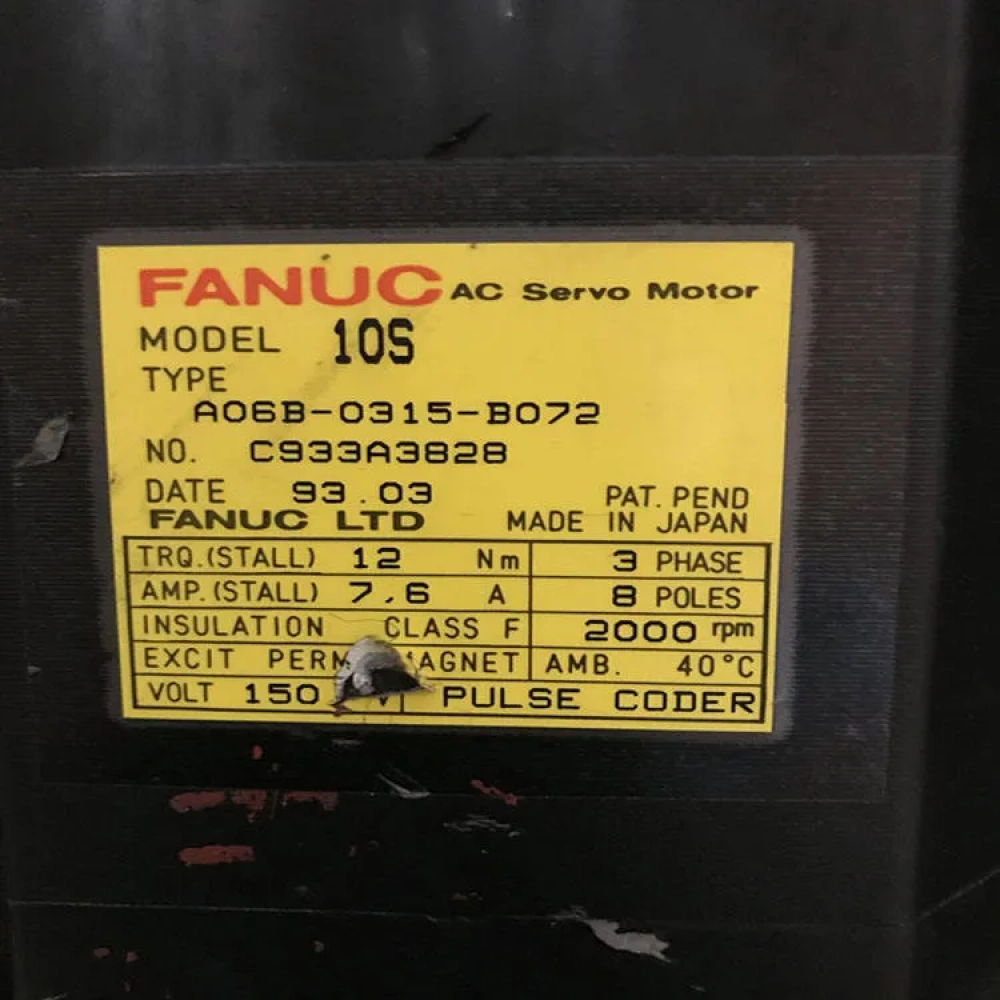 FANUC AC Servo Motor
MODEL 10S
TYPE
A06B-0315-B072
NO. C933A3828
DATE 93.03 PAT. PEND
FANUC LTD MADE IN JAPAN
TRQ.(STALL) 12 Nm 3 PHASE
AMP.(STALL) 7.6 A 8 POLES
INSULATION CLASS F 2000 rpm
EXCIT PERM AGNET AMB. 40°C
VOLT 150 V PULSE CODER